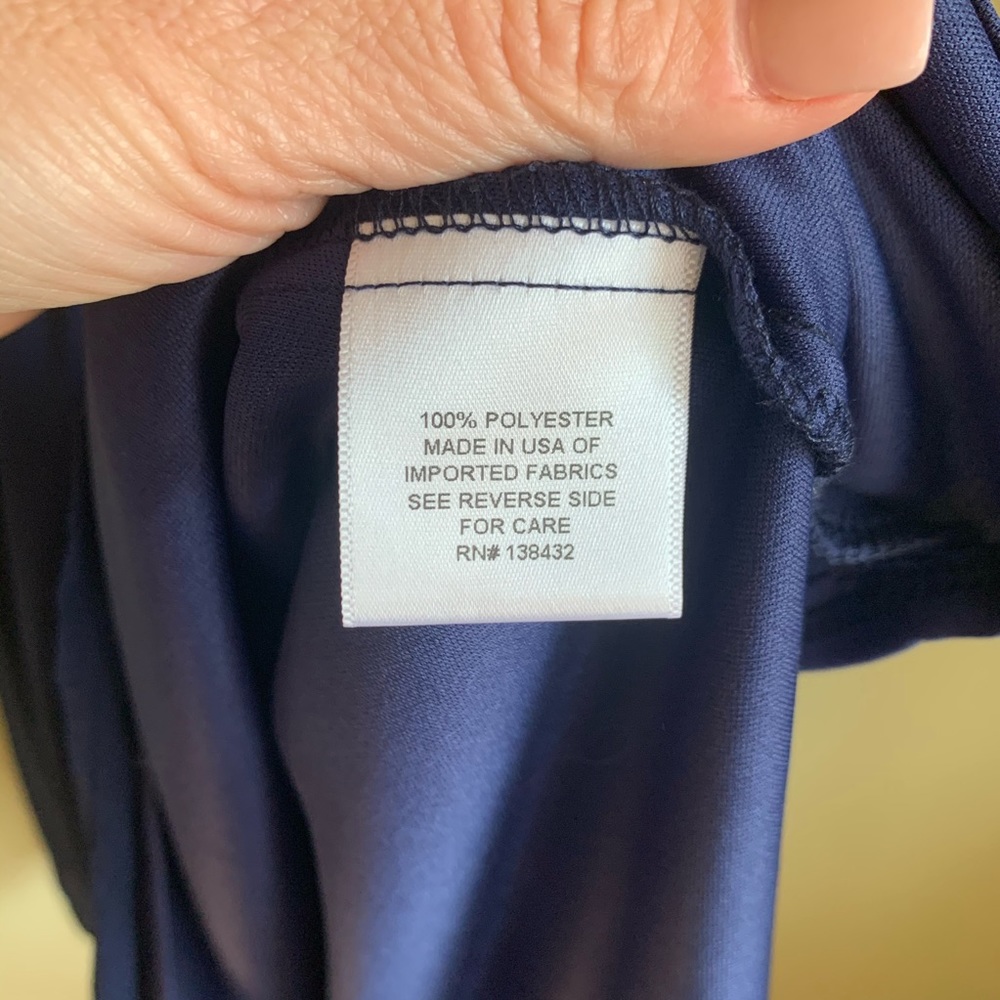 100% POLYESTER
MADE IN USA OF
IMPORTED FABRICS
SEE REVERSE SIDE
FOR CARE
RN# 138432